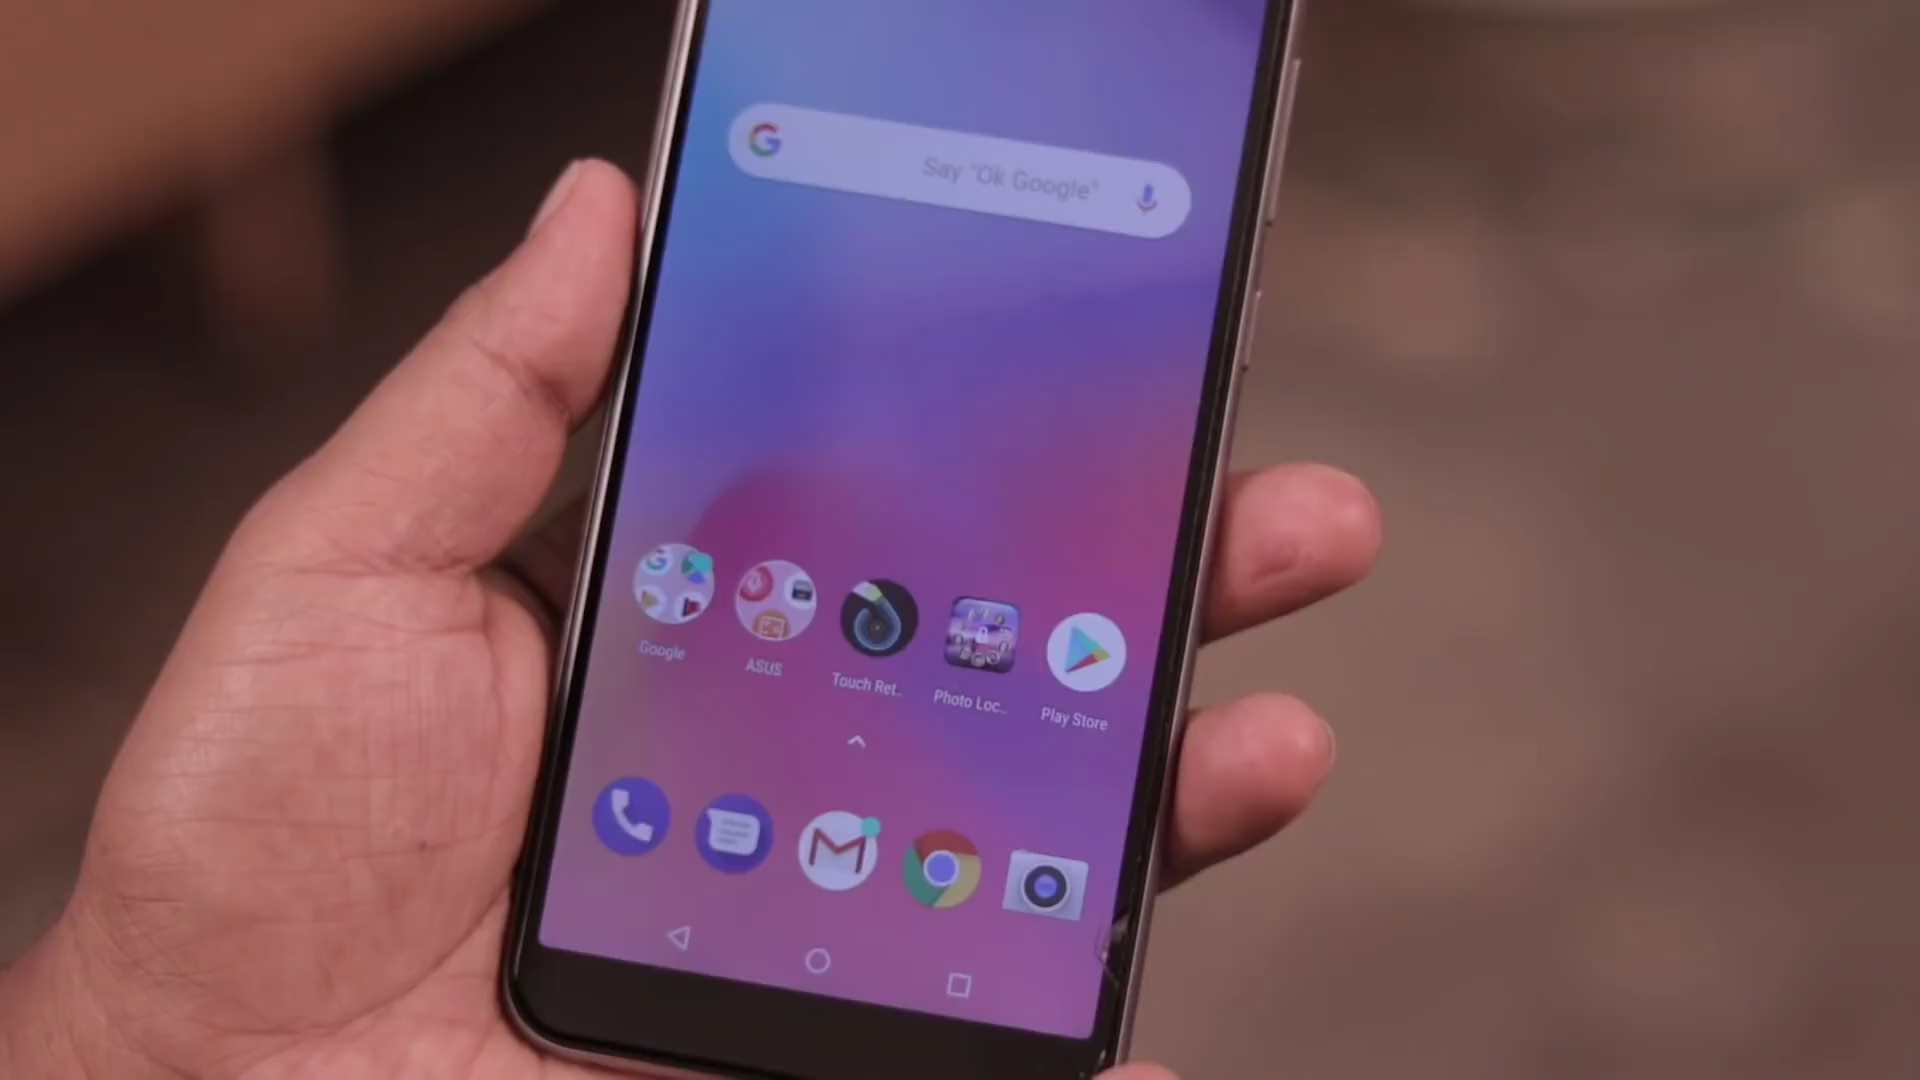 Say "Ok Google"
Google
ASUS
Touch Ret..
Photo Loc..
Play Store